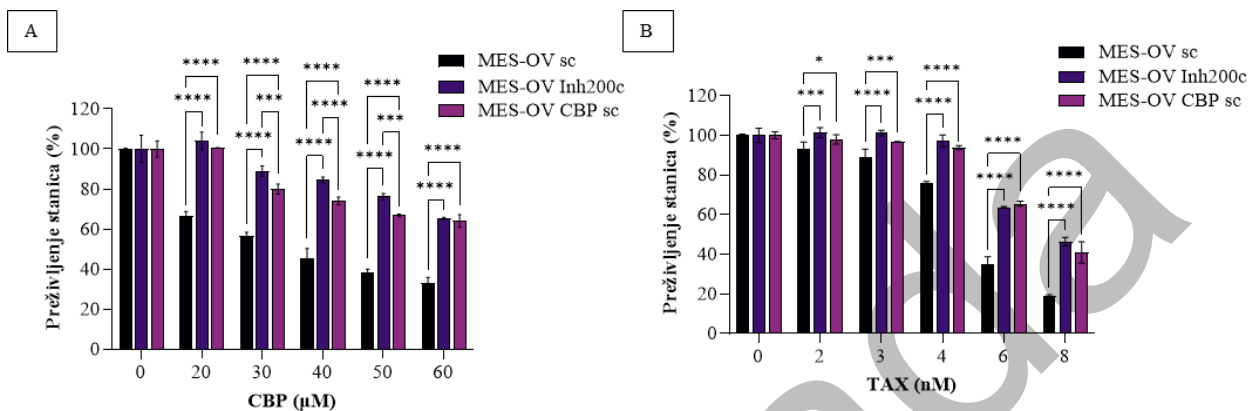 A
MES-OV sc
MES-OV Inh200c
MES-OV CBP sc
**** **** **** **** ****
**** *** **** *** ****
**** **** ****
Preživljenje stanica (%)
120
100
80
60
40
20
0
0 20 30 40 50 60
CBP (µM)
B
MES-OV sc
MES-OV Inh200c
MES-OV CBP sc
* *** **** **** ****
*** **** **** **** ****
Preživljenje stanica (%)
120
100
80
60
40
20
0
0 2 3 4 6 8
TAX (nM)